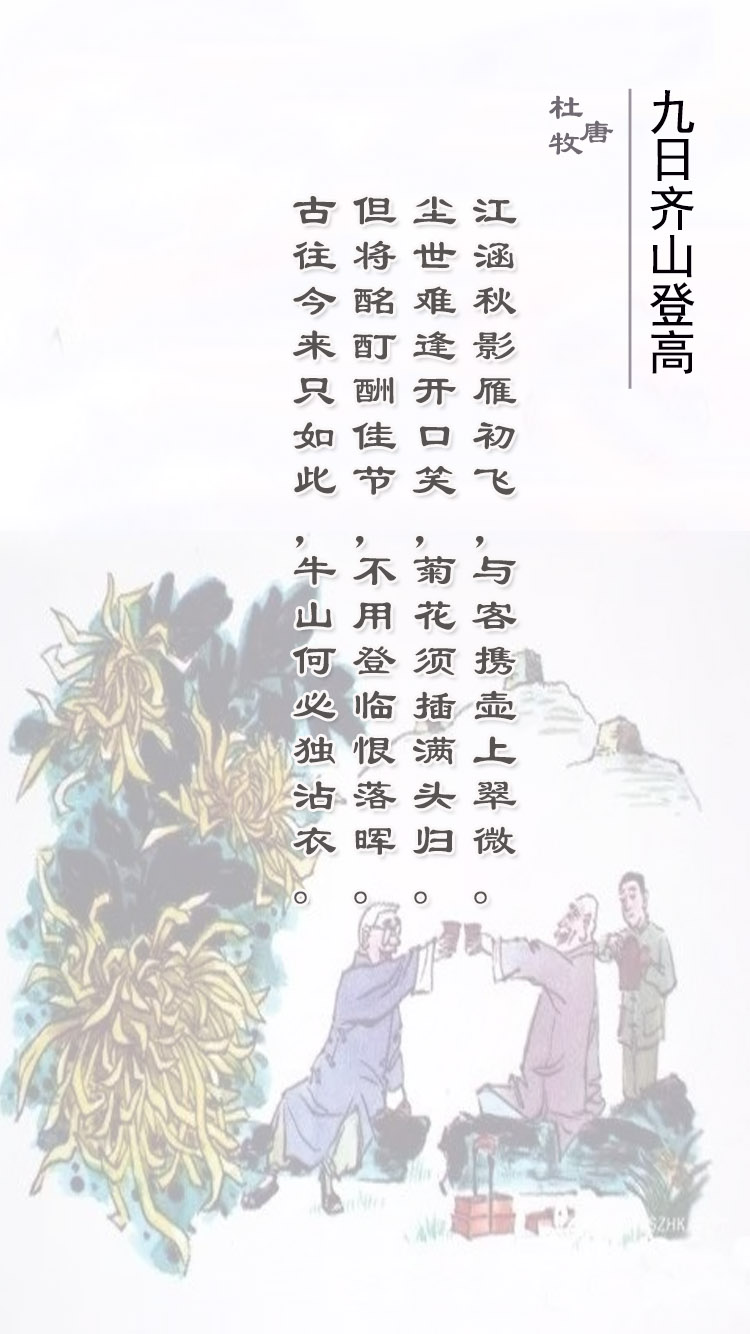 九日齐山登高
唐
杜牧
江涵秋影雁初飞，与客携壶上翠微。
尘世难逢开口笑，菊花须插满头归。
但将酩酊酬佳节，不用登临恨落晖。
古往今来只如此，牛山何必独沾衣。